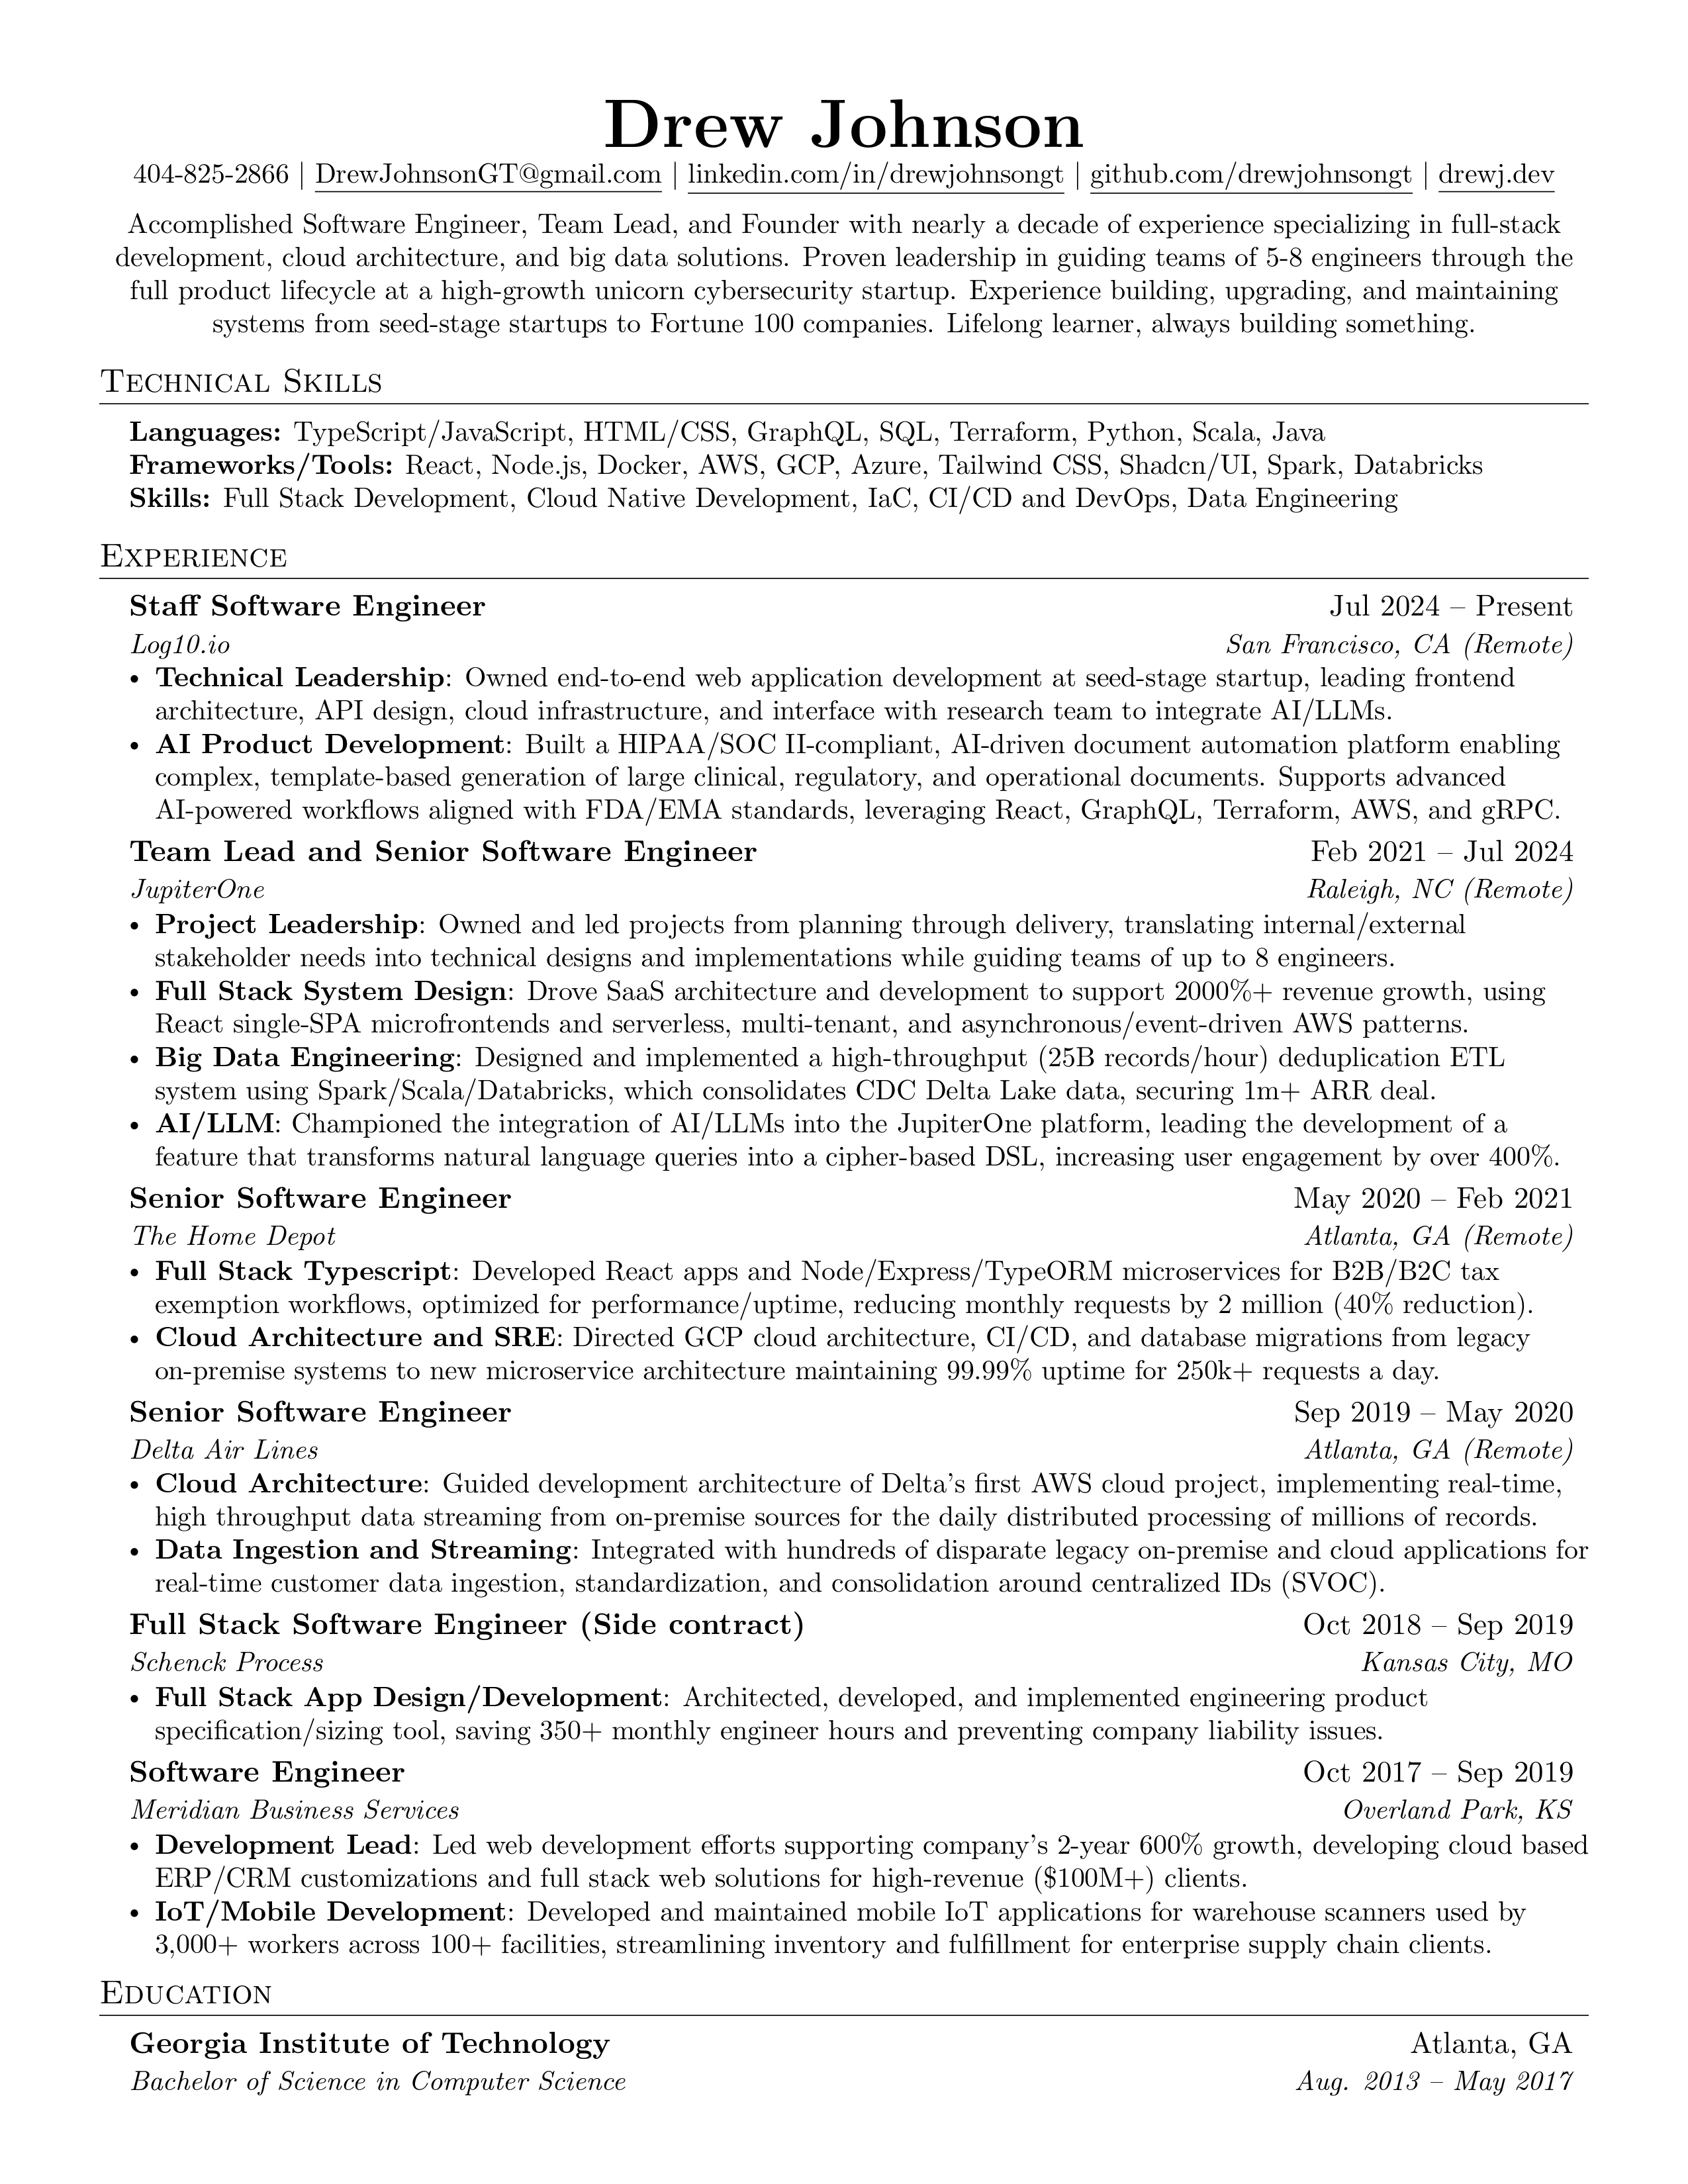 Drew Johnson
404-825-2866 | DrewJohnsonGT@gmail.com | linkedin.com/in/drewjohnsongt | github.com/drewjohnsongt | drewj.dev
Accomplished Software Engineer, Team Lead, and Founder with nearly a decade of experience specializing in full-stack
development, cloud architecture, and big data solutions. Proven leadership in guiding teams of 5-8 engineers through the
full product lifecycle at a high-growth unicorn cybersecurity startup. Experience building, upgrading, and maintaining
systems from seed-stage startups to Fortune 100 companies. Lifelong learner, always building something.
Technical Skills
Languages: TypeScript/JavaScript, HTML/CSS, GraphQL, SQL, Terraform, Python, Scala, Java
Frameworks/Tools: React, Node.js, Docker, AWS, GCP, Azure, Tailwind CSS, Shadcn/UI, Spark, Databricks
Skills: Full Stack Development, Cloud Native Development, IaC, CI/CD and DevOps, Data Engineering
Experience
Staff Software Engineer Jul 2024 – Present
Log10.io San Francisco, CA (Remote)
• Technical Leadership: Owned end-to-end web application development at seed-stage startup, leading frontend
architecture, API design, cloud infrastructure, and interface with research team to integrate AI/LLMs.
• AI Product Development: Built a HIPAA/SOC II-compliant, AI-driven document automation platform enabling
complex, template-based generation of large clinical, regulatory, and operational documents. Supports advanced
AI-powered workflows aligned with FDA/EMA standards, leveraging React, GraphQL, Terraform, AWS, and gRPC.
Team Lead and Senior Software Engineer Feb 2021 – Jul 2024
JupiterOne Raleigh, NC (Remote)
• Project Leadership: Owned and led projects from planning through delivery, translating internal/external
stakeholder needs into technical designs and implementations while guiding teams of up to 8 engineers.
• Full Stack System Design: Drove SaaS architecture and development to support 2000%+ revenue growth, using
React single-SPA microfrontends and serverless, multi-tenant, and asynchronous/event-driven AWS patterns.
• Big Data Engineering: Designed and implemented a high-throughput (25B records/hour) deduplication ETL
system using Spark/Scala/Databricks, which consolidates CDC Delta Lake data, securing 1m+ ARR deal.
• AI/LLM: Championed the integration of AI/LLMs into the JupiterOne platform, leading the development of a
feature that transforms natural language queries into a cipher-based DSL, increasing user engagement by over 400%.
Senior Software Engineer May 2020 – Feb 2021
The Home Depot Atlanta, GA (Remote)
• Full Stack Typescript: Developed React apps and Node/Express/TypeORM microservices for B2B/B2C tax
exemption workflows, optimized for performance/uptime, reducing monthly requests by 2 million (40% reduction).
• Cloud Architecture and SRE: Directed GCP cloud architecture, CI/CD, and database migrations from legacy
on-premise systems to new microservice architecture maintaining 99.99% uptime for 250k+ requests a day.
Senior Software Engineer Sep 2019 – May 2020
Delta Air Lines Atlanta, GA (Remote)
• Cloud Architecture: Guided development architecture of Delta's first AWS cloud project, implementing real-time,
high throughput data streaming from on-premise sources for the daily distributed processing of millions of records.
• Data Ingestion and Streaming: Integrated with hundreds of disparate legacy on-premise and cloud applications for
real-time customer data ingestion, standardization, and consolidation around centralized IDs (SVOC).
Full Stack Software Engineer (Side contract) Oct 2018 – Sep 2019
Schenck Process Kansas City, MO
• Full Stack App Design/Development: Architected, developed, and implemented engineering product
specification/sizing tool, saving 350+ monthly engineer hours and preventing company liability issues.
Software Engineer Oct 2017 – Sep 2019
Meridian Business Services Overland Park, KS
• Development Lead: Led web development efforts supporting company's 2-year 600% growth, developing cloud based
ERP/CRM customizations and full stack web solutions for high-revenue ($100M+) clients.
• IoT/Mobile Development: Developed and maintained mobile IoT applications for warehouse scanners used by
3,000+ workers across 100+ facilities, streamlining inventory and fulfillment for enterprise supply chain clients.
Education
Georgia Institute of Technology Atlanta, GA
Bachelor of Science in Computer Science Aug. 2013 – May 2017